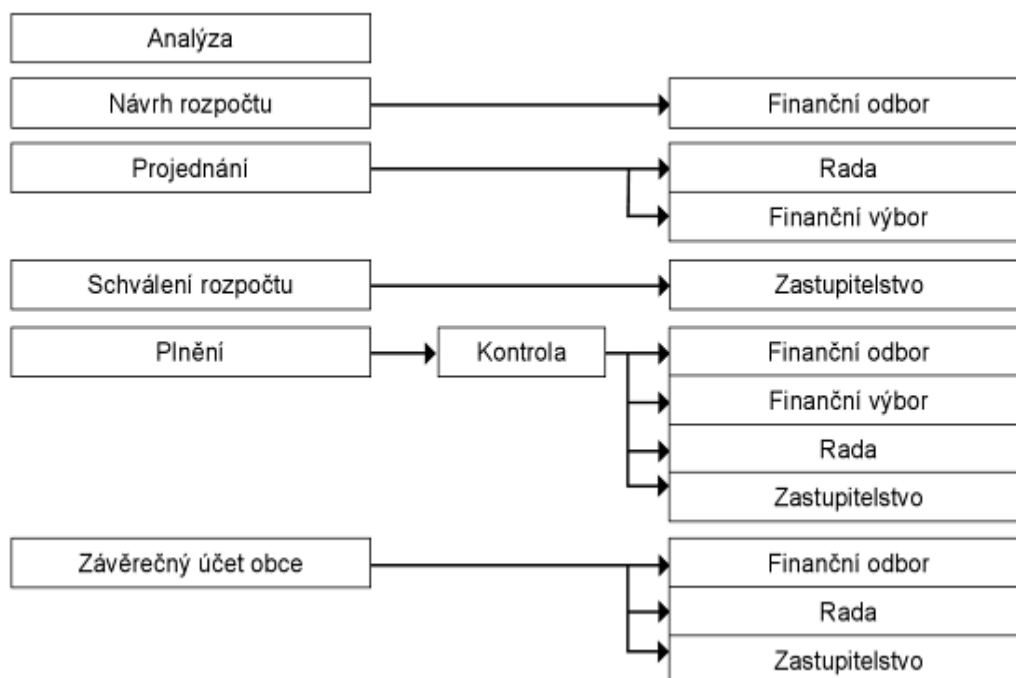 Analýza
Návrh rozpočtu
Finanční odbor
Projednání
Rada
Finanční výbor
Schválení rozpočtu
Zastupitelstvo
Plnění
Kontrola
Finanční odbor
Finanční výbor
Rada
Zastupitelstvo
Závěrečný účet obce
Finanční odbor
Rada
Zastupitelstvo